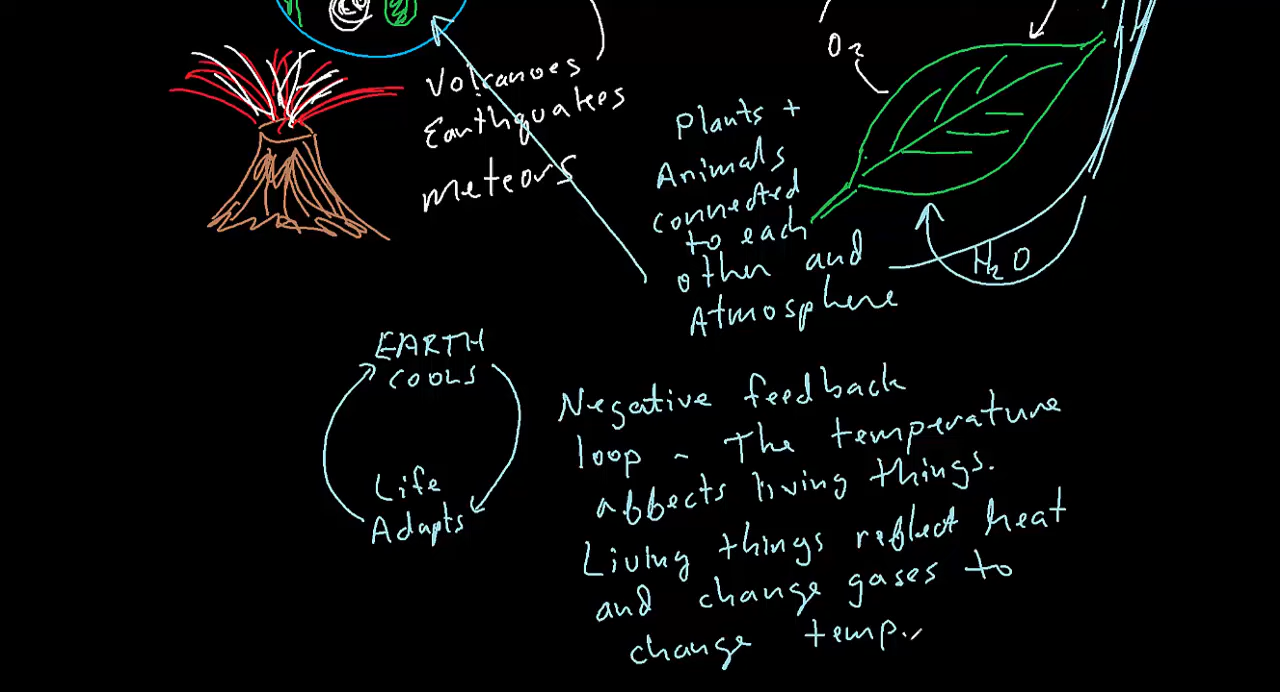 O₂
Volcanoes
Earthquakes
meteors
Plants +
Animals
connected
to each
other and
Atmosphere
H₂O
EARTH
COOLS
Life
Adapts
Negative feedback
loop - The temperature
affects living things.
Living things reflect heat
and change gases to
change temp.